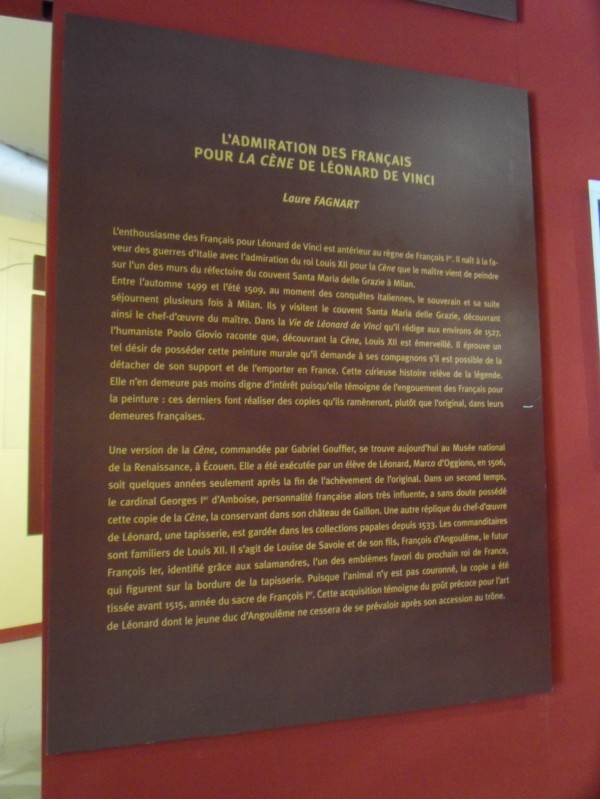 L'ADMIRATION DES FRANÇAIS
POUR LA CÈNE DE LÉONARD DE VINCI
Laure FAGNART
L'enthousiasme des Français pour Léonard de Vinci est antérieur au règne de François Ier. Il naît à la fa-
veur des guerres d'Italie avec l'admiration du roi Louis XII pour la Cène que le maître vient de peindre
sur l'un des murs du réfectoire du couvent Santa Maria delle Grazie à Milan.
Entre l'automne 1499 et l'été 1509, au moment des conquêtes italiennes, le souverain et sa suite
séjournent plusieurs fois à Milan. Ils y visitent le couvent Santa Maria delle Grazie, découvrant
ainsi le chef-d'œuvre du maître. Dans la Vie de Léonard de Vinci qu'il rédige aux environs de 1527,
l'humaniste Paolo Giovio raconte que, découvrant la Cène, Louis XII est émerveillé. Il éprouve un
tel désir de posséder cette peinture murale qu'il demande à ses compagnons s'il est possible de la
détacher de son support et de l'emporter en France. Cette curieuse histoire relève de la légende.
Elle n'en demeure pas moins digne d'intérêt puisqu'elle témoigne de l'engouement des Français pour
la peinture : ces derniers font réaliser des copies qu'ils ramèneront, plutôt que l'original, dans leurs
demeures françaises.
Une version de la Cène, commandée par Gabriel Gouffier, se trouve aujourd'hui au Musée national
de la Renaissance, à Écouen. Elle a été exécutée par un élève de Léonard, Marco d'Oggiono, en 1506,
soit quelques années seulement après la fin de l'achèvement de l'original. Dans un second temps,
le cardinal Georges Ier d'Amboise, personnalité française alors très influente, a sans doute possédé
cette copie de la Cène, la conservant dans son château de Gaillon. Une autre réplique du chef-d'œuvre
de Léonard, une tapisserie, est gardée dans les collections papales depuis 1533. Les commanditaires
sont familiers de Louis XII. Il s'agit de Louise de Savoie et de son fils, François d'Angoulême, le futur
François Ier, identifié grâce aux salamandres, l'un des emblèmes favori du prochain roi de France,
qui figurent sur la bordure de la tapisserie. Puisque l'animal n'y est pas couronné, la copie a été
tissée avant 1515, année du sacre de François Ier. Cette acquisition témoigne du goût précoce pour l'art
de Léonard dont le jeune duc d'Angoulême ne cessera de se prévaloir après son accession au trône.